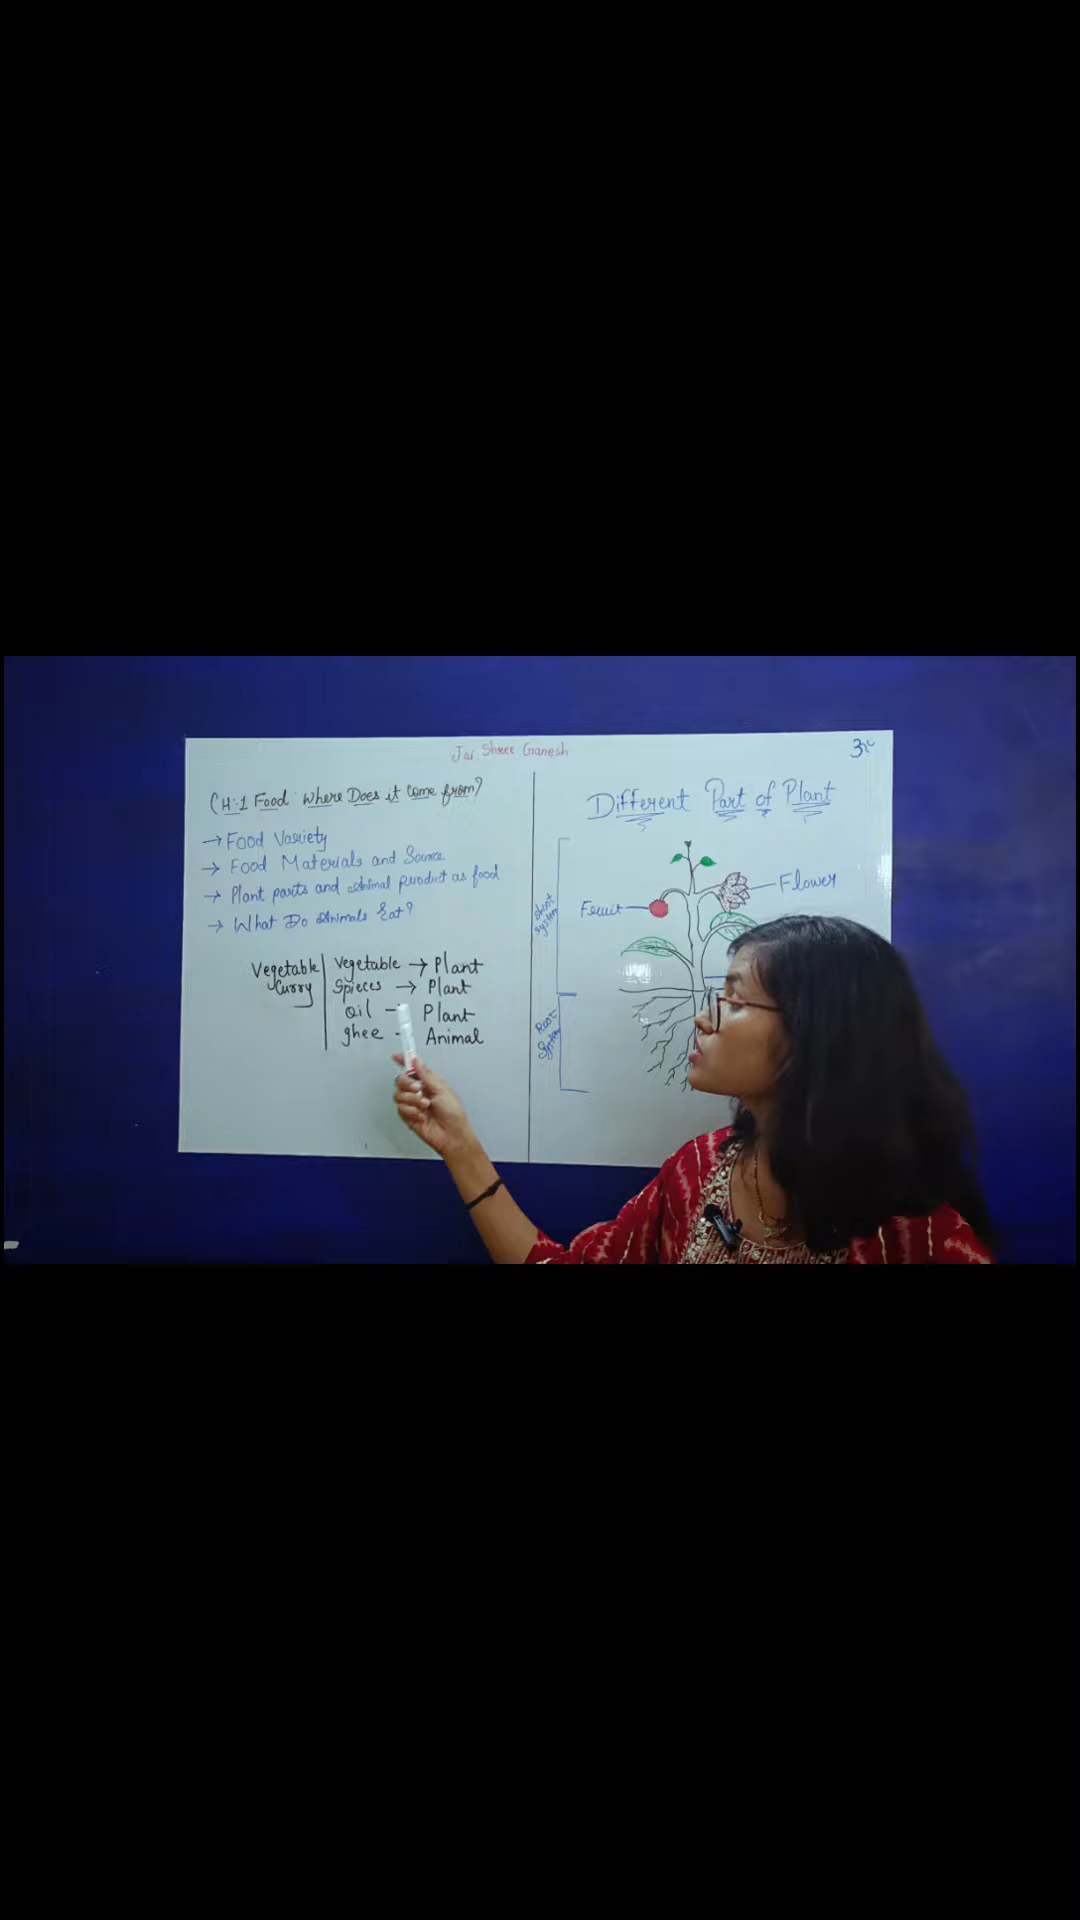 Jai Shree Ganesh
ॐ
CH:1 Food Where Does it Come from?
→ Food Variety
→ Food Materials and Source
→ Plant parts and Animal product as food
→ What Do Animals Eat?
Vegetable Curry
Vegetable → Plant
Spieces → Plant
Oil → Plant
ghee - Animal
Different Part of Plant
Shoot System
Fruit
Flower
Root System